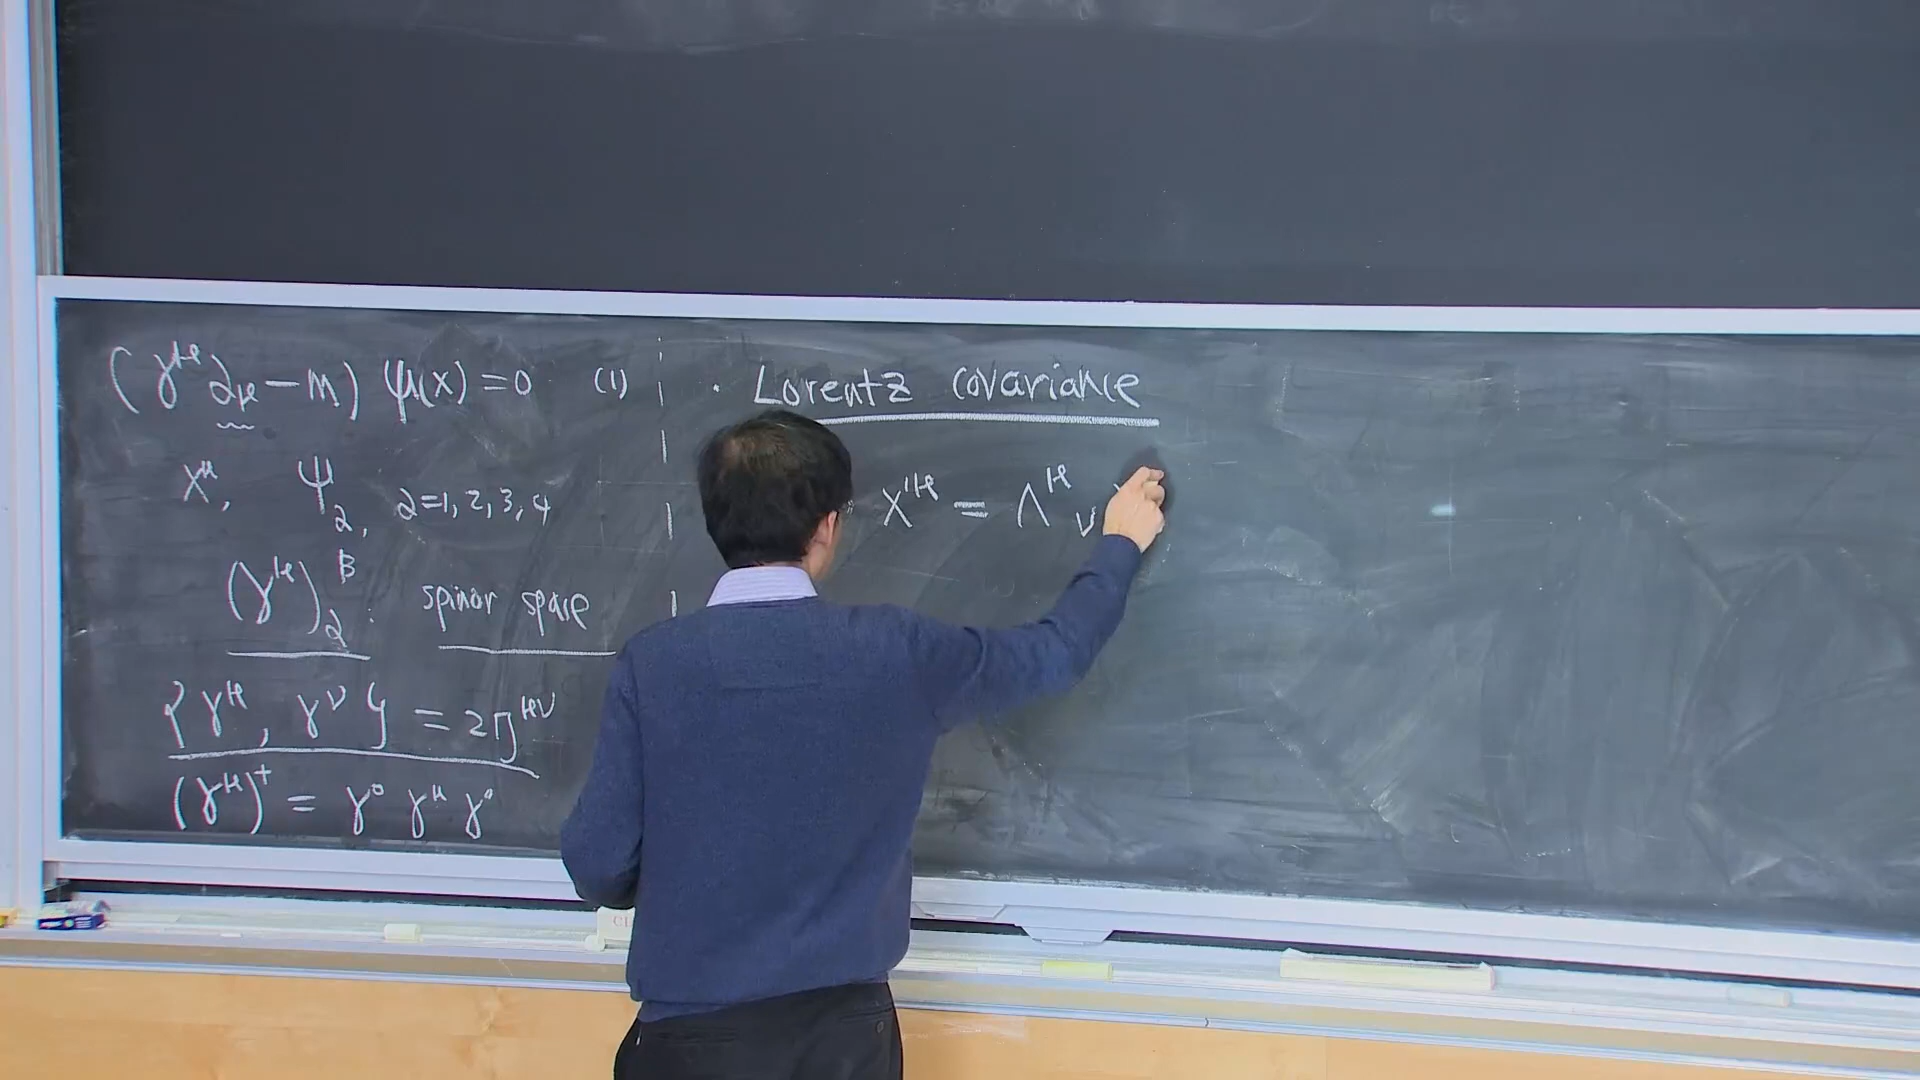 (γ^μ ∂_μ − m) ψ(x) = 0 (1)
x^μ, ψ_α, α=1, 2, 3, 4
(γ^μ)_α^β : spinor space
{γ^μ, γ^ν} = 2η^{μν}
(γ^μ)^† = γ^0 γ^μ γ^0
· Lorentz covariance
x'^μ = Λ^μ_ν